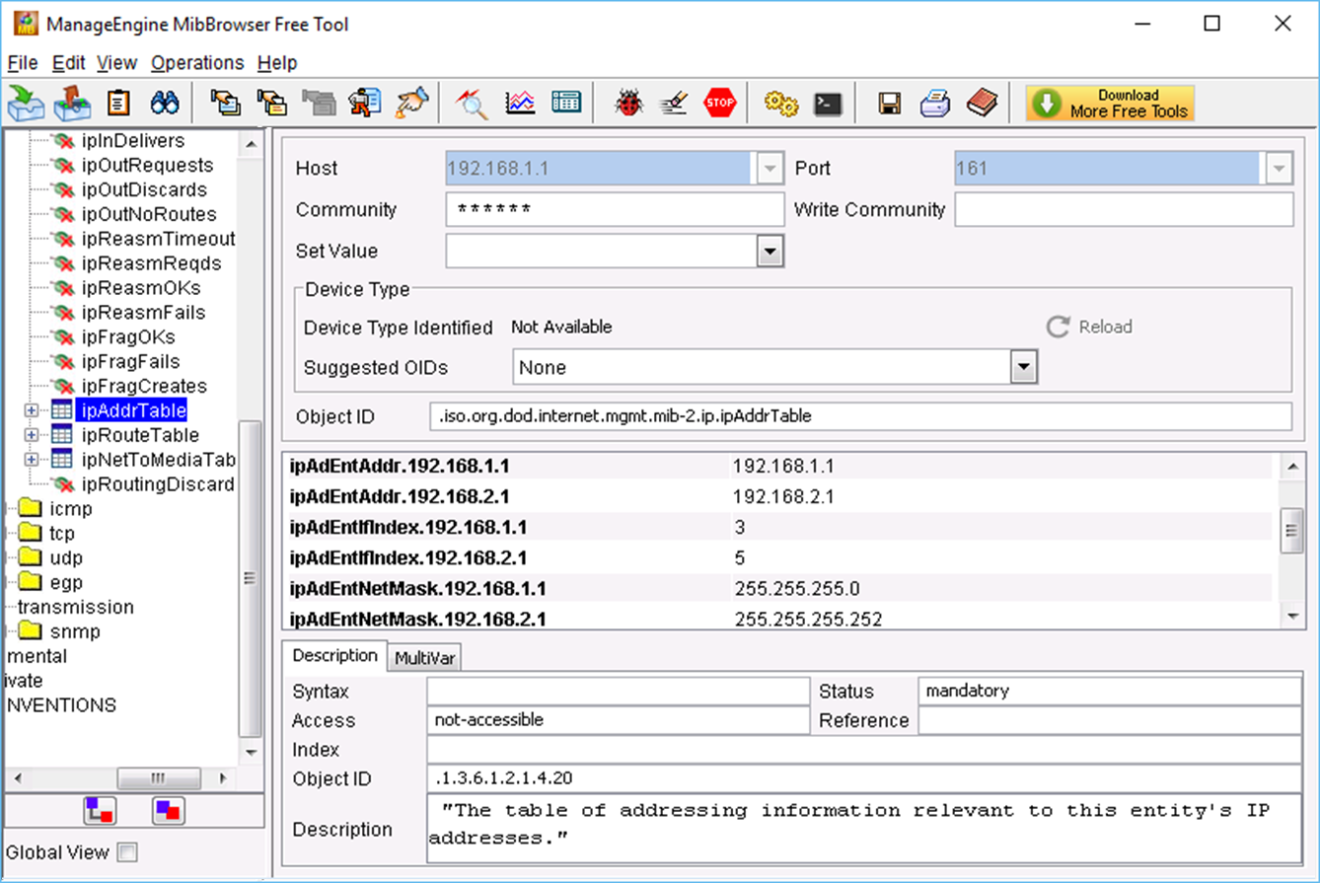 ManageEngine MibBrowser Free Tool
File Edit View Operations Help
STOP
Download
More Free Tools
ipInDelivers
ipOutRequests
ipOutDiscards
ipOutNoRoutes
ipReasmTimeout
ipReasmReqds
ipReasmOKs
ipReasmFails
ipFragOKs
ipFragFails
ipFragCreates
ipAddrTable
ipRouteTable
ipNetToMediaTab
ipRoutingDiscard
icmp
tcp
udp
egp
transmission
snmp
mental
ivate
NVENTIONS
Global View
Host 192.168.1.1 Port 161
Community ****** Write Community
Set Value
Device Type
Device Type Identified Not Available Reload
Suggested OIDs None
Object ID .iso.org.dod.internet.mgmt.mib-2.ip.ipAddrTable
ipAdEntAddr.192.168.1.1 192.168.1.1
ipAdEntAddr.192.168.2.1 192.168.2.1
ipAdEntIfIndex.192.168.1.1 3
ipAdEntIfIndex.192.168.2.1 5
ipAdEntNetMask.192.168.1.1 255.255.255.0
ipAdEntNetMask.192.168.2.1 255.255.255.252
Description MultiVar
Syntax Status mandatory
Access not-accessible Reference
Index
Object ID .1.3.6.1.2.1.4.20
Description "The table of addressing information relevant to this entity's IP
addresses."